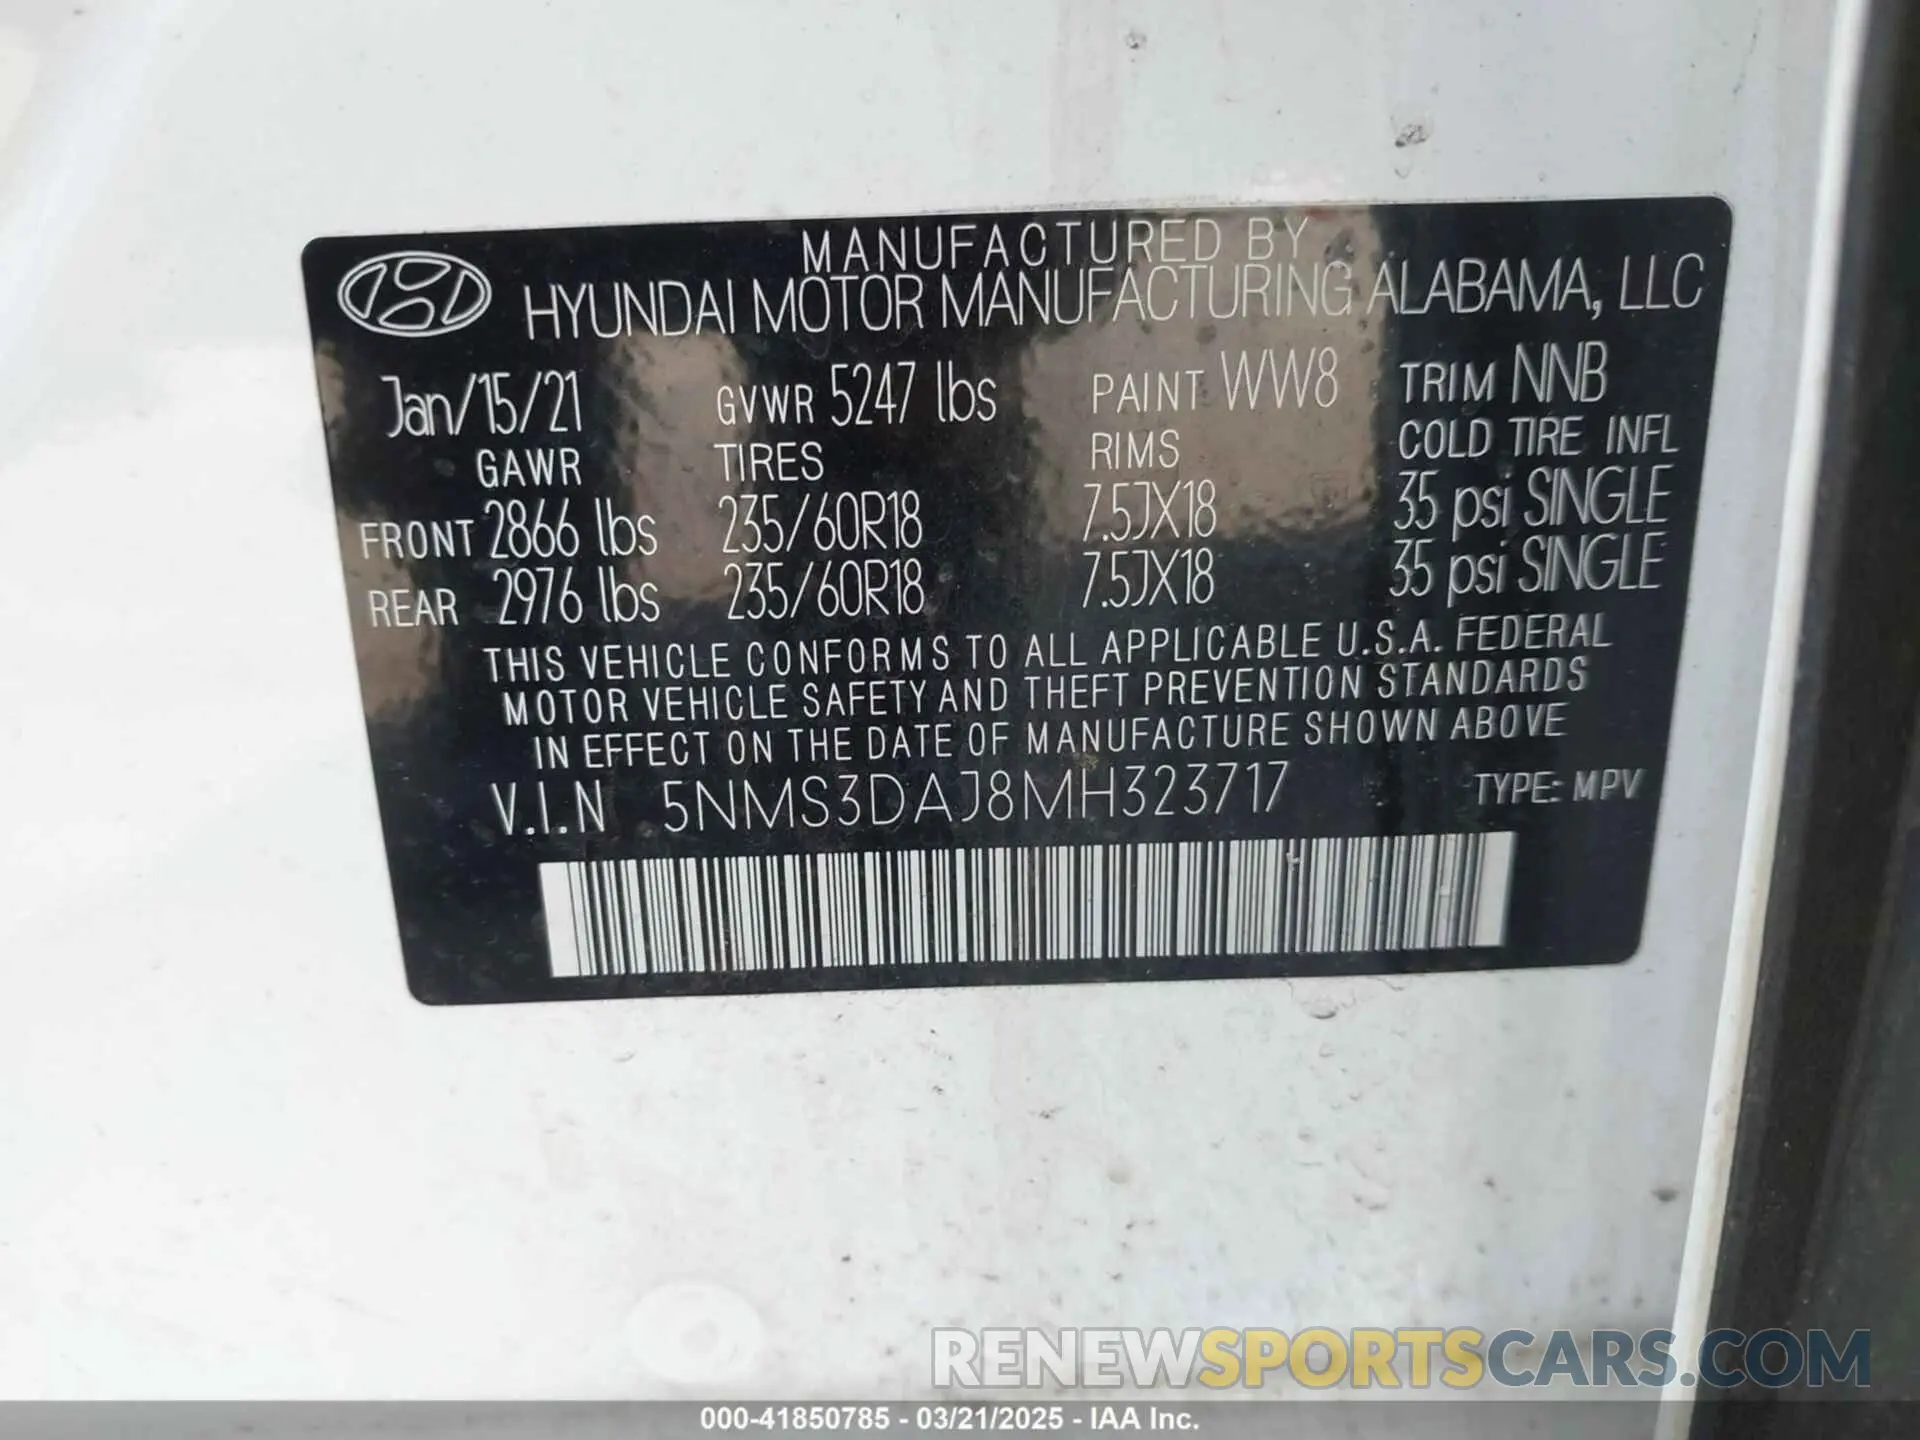 MANUFACTURED BY
HYUNDAI MOTOR MANUFACTURING ALABAMA, LLC
Jan/15/21 GVWR 5247 lbs PAINT WW8 TRIM NNB
GAWR TIRES RIMS COLD TIRE INFL
FRONT 2866 lbs 235/60R18 7.5JX18 35 psi SINGLE
REAR 2976 lbs 235/60R18 7.5JX18 35 psi SINGLE
THIS VEHICLE CONFORMS TO ALL APPLICABLE U.S.A. FEDERAL
MOTOR VEHICLE SAFETY AND THEFT PREVENTION STANDARDS
IN EFFECT ON THE DATE OF MANUFACTURE SHOWN ABOVE
V.I.N 5NMS3DAJ8MH323717 TYPE: MPV
RENEWSPORTSCARS.COM
000-41850785 - 03/21/2025 - IAA Inc.